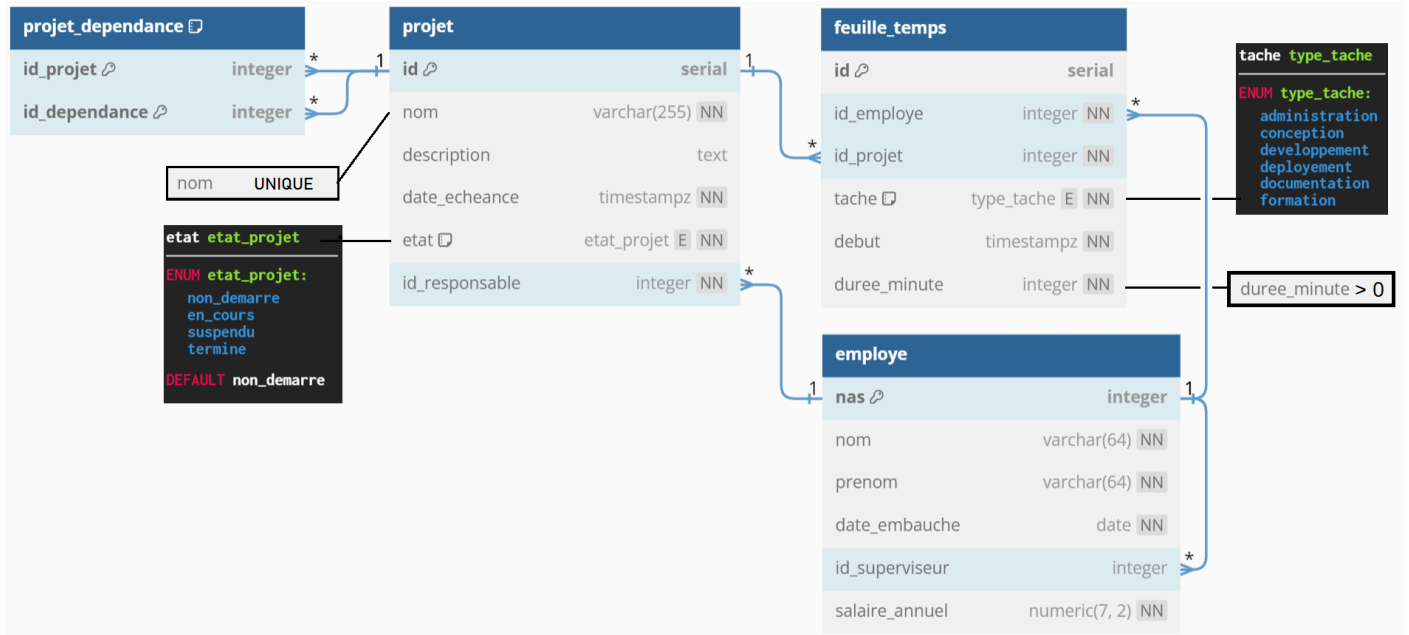 projet_dependance
id_projet integer
id_dependance integer
*
*
1
projet
id serial
nom varchar(255) NN
description text
date_echeance timestampz NN
etat etat_projet E NN
id_responsable integer NN
1
*
*
1
nom UNIQUE
etat etat_projet
ENUM etat_projet:
non_demarre
en_cours
suspendu
termine
DEFAULT non_demarre
feuille_temps
id serial
id_employe integer NN
id_projet integer NN
tache type_tache E NN
debut timestampz NN
duree_minute integer NN
*
tache type_tache
ENUM type_tache:
administration
conception
developpement
deployement
documentation
formation
duree_minute > 0
employe
nas integer
nom varchar(64) NN
prenom varchar(64) NN
date_embauche date NN
id_superviseur integer
salaire_annuel numeric(7, 2) NN
1
*